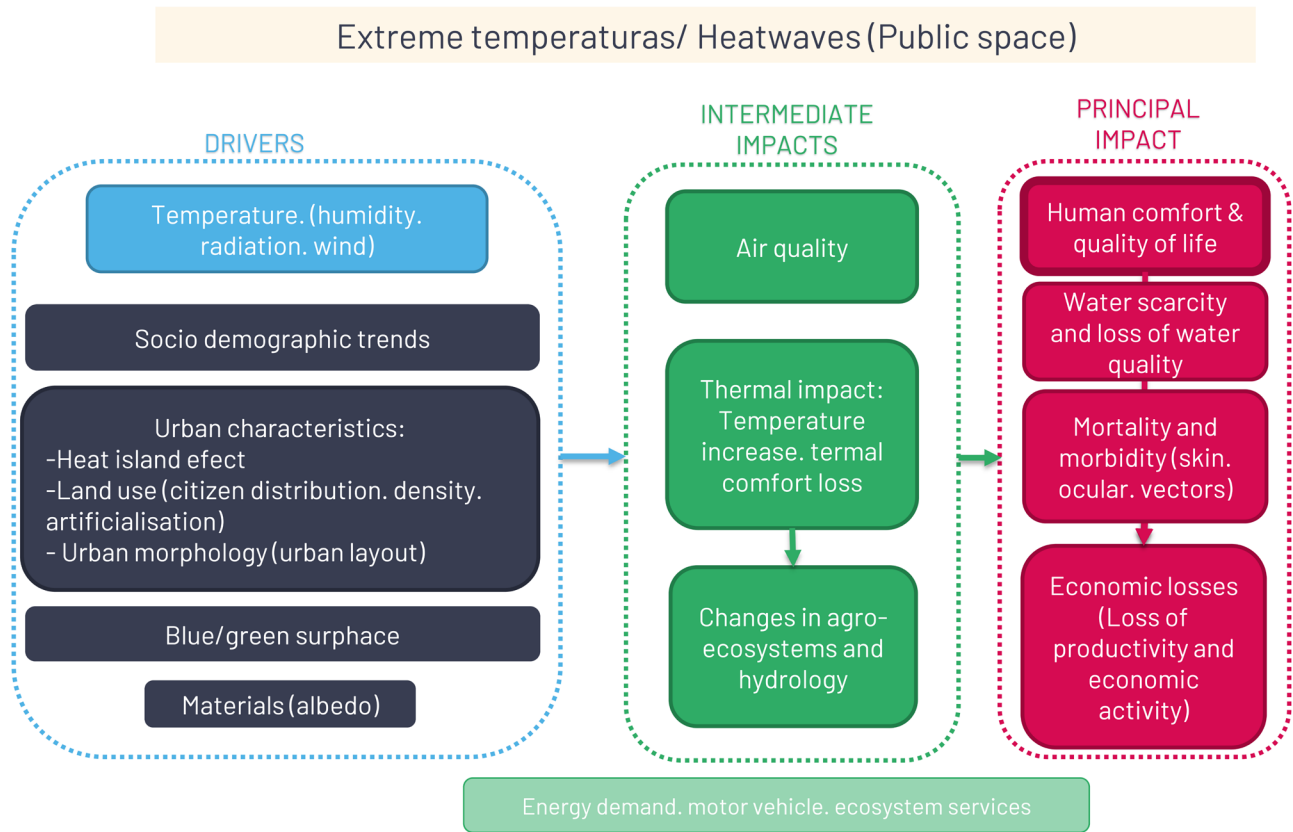 Extreme temperaturas/ Heatwaves (Public space)
DRIVERS
Temperature. (humidity.
radiation. wind)
Socio demographic trends
Urban characteristics:
-Heat island efect
-Land use (citizen distribution. density.
artificialisation)
- Urban morphology (urban layout)
Blue/green surphace
Materials (albedo)
INTERMEDIATE
IMPACTS
Air quality
Thermal impact:
Temperature
increase. termal
comfort loss
Changes in agro-
ecosystems and
hydrology
PRINCIPAL
IMPACT
Human comfort &
quality of life
Water scarcity
and loss of water
quality
Mortality and
morbidity (skin.
ocular. vectors)
Economic losses
(Loss of
productivity and
economic
activity)
Energy demand. motor vehicle. ecosystem services